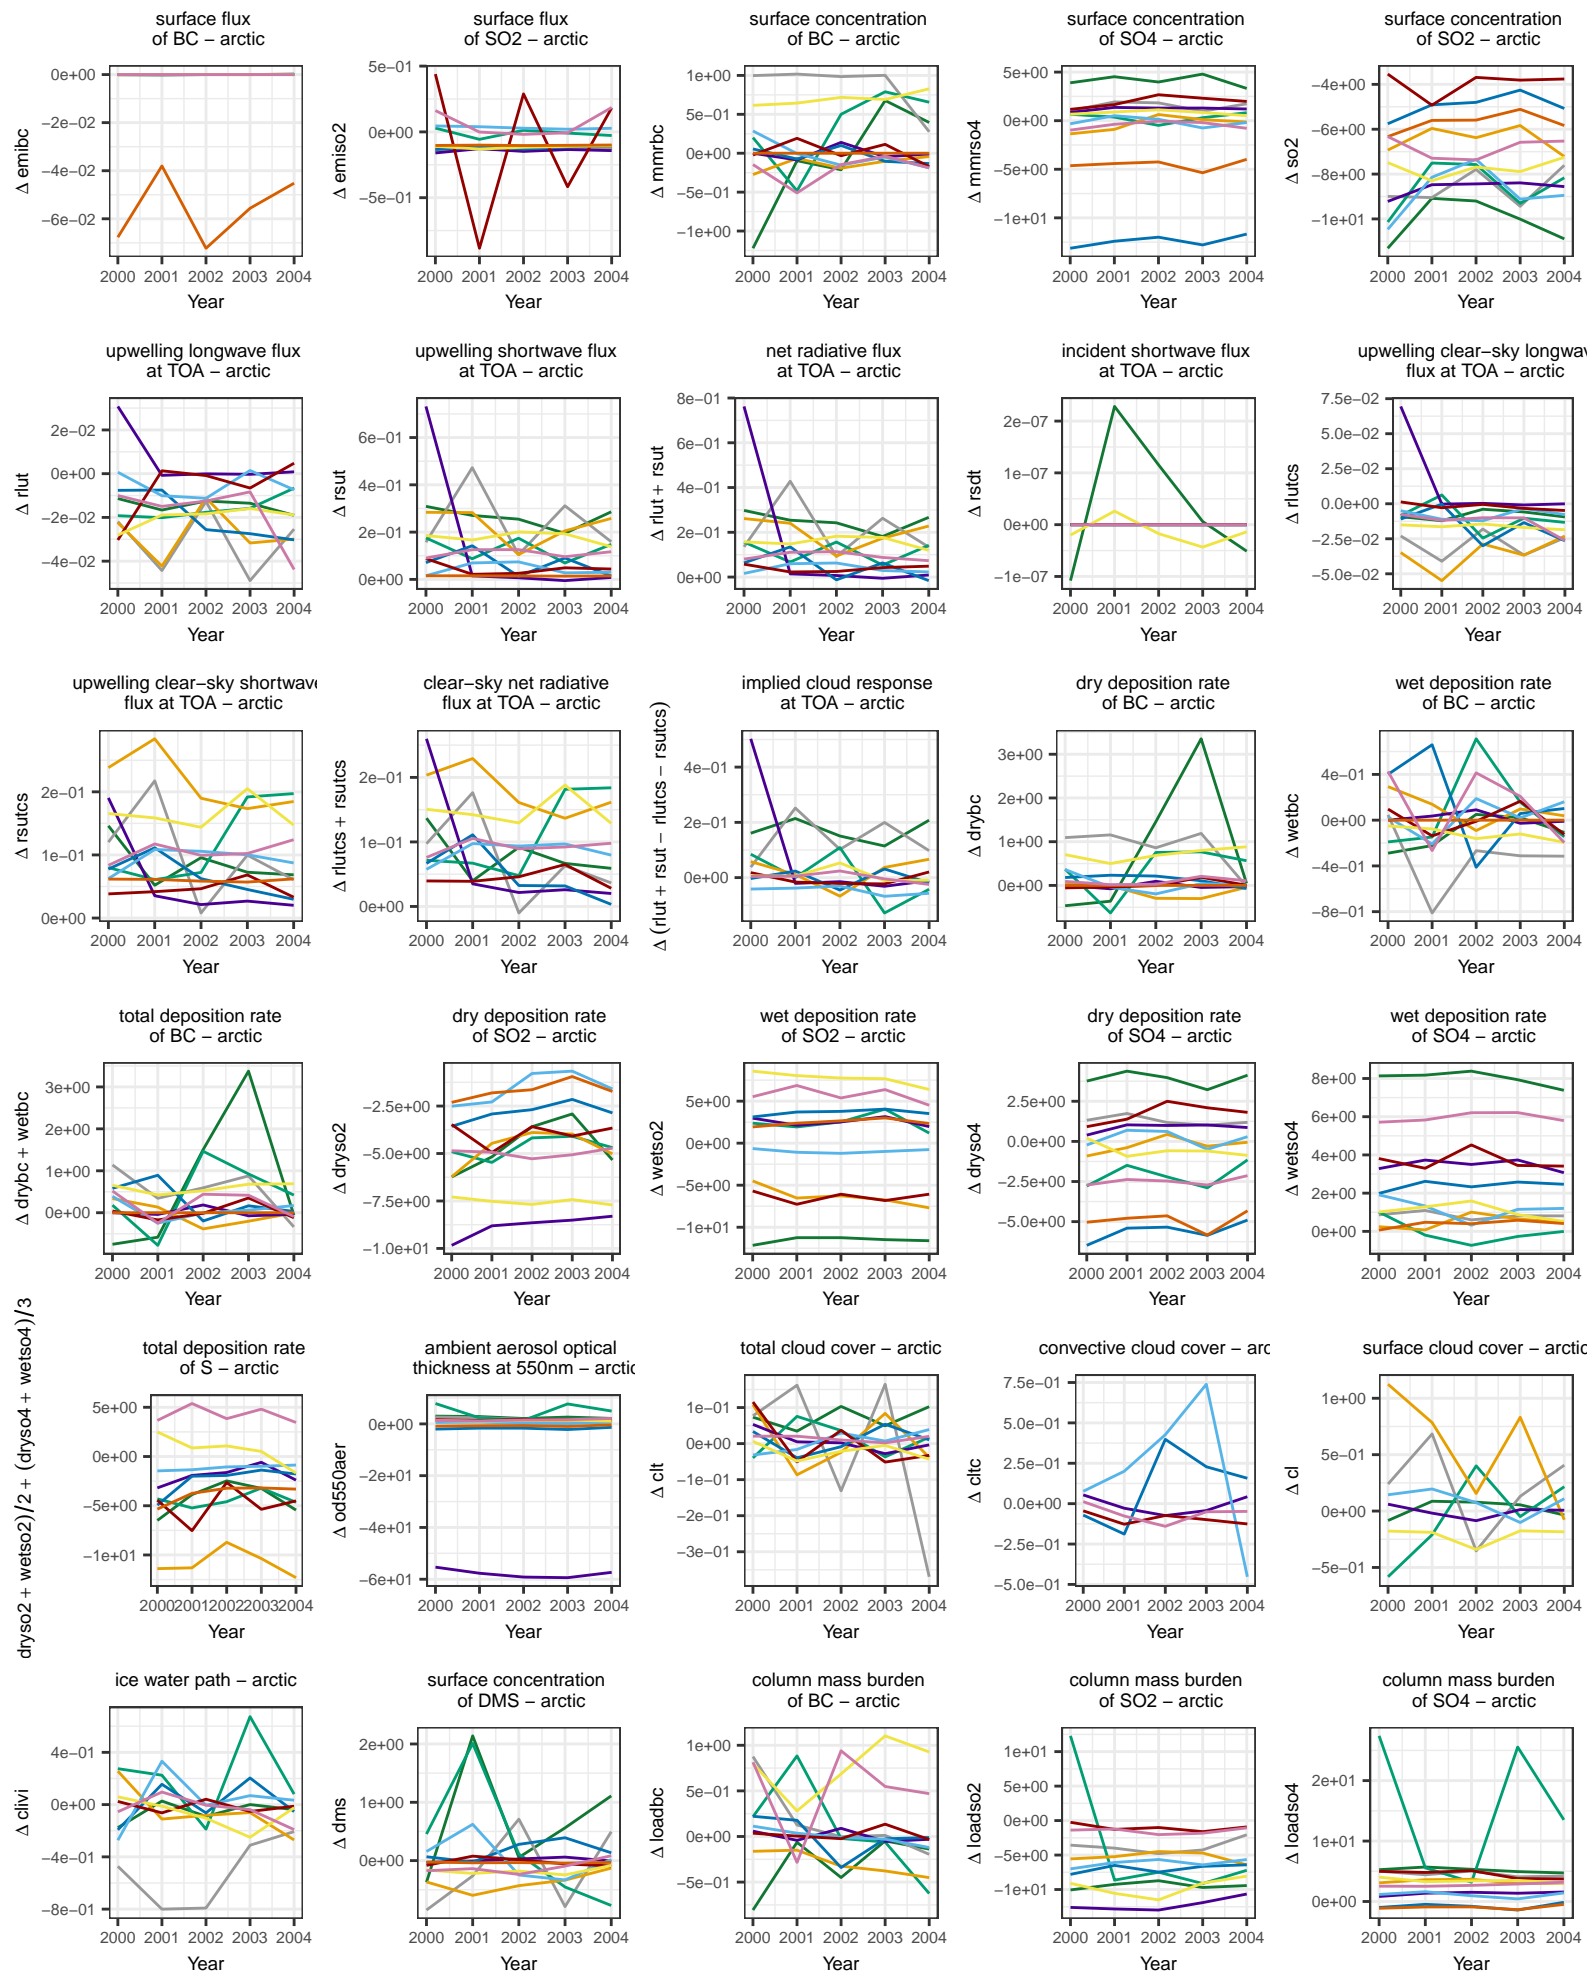 surface flux
of BC − arctic
Δ emibc
0e+00
−2e−02
−4e−02
−6e−02
2000 2001 2002 2003 2004
Year
surface flux
of SO2 − arctic
Δ emiso2
5e−01
0e+00
−5e−01
2000 2001 2002 2003 2004
Year
surface concentration
of BC − arctic
Δ mmrbc
1e+00
5e−01
0e+00
−5e−01
−1e+00
2000 2001 2002 2003 2004
Year
surface concentration
of SO4 − arctic
Δ mmrso4
5e+00
0e+00
−5e+00
−1e+01
2000 2001 2002 2003 2004
Year
surface concentration
of SO2 − arctic
Δ so2
−4e+00
−6e+00
−8e+00
−1e+01
2000 2001 2002 2003 2004
Year
upwelling longwave flux
at TOA − arctic
Δ rlut
2e−02
0e+00
−2e−02
−4e−02
2000 2001 2002 2003 2004
Year
upwelling shortwave flux
at TOA − arctic
Δ rsut
6e−01
4e−01
2e−01
0e+00
2000 2001 2002 2003 2004
Year
net radiative flux
at TOA − arctic
Δ rlut + rsut
8e−01
6e−01
4e−01
2e−01
0e+00
2000 2001 2002 2003 2004
Year
incident shortwave flux
at TOA − arctic
Δ rsdt
2e−07
1e−07
0e+00
−1e−07
2000 2001 2002 2003 2004
Year
upwelling clear−sky longwav
flux at TOA − arctic
Δ rlutcs
7.5e−02
5.0e−02
2.5e−02
0.0e+00
−2.5e−02
−5.0e−02
2000 2001 2002 2003 2004
Year
upwelling clear−sky shortwave
flux at TOA − arctic
Δ rsutcs
2e−01
1e−01
0e+00
2000 2001 2002 2003 2004
Year
clear−sky net radiative
flux at TOA − arctic
Δ rlutcs + rsutcs
2e−01
1e−01
0e+00
2000 2001 2002 2003 2004
Year
implied cloud response
at TOA − arctic
Δ (rlut + rsut − rlutcs − rsutcs)
4e−01
2e−01
0e+00
2000 2001 2002 2003 2004
Year
dry deposition rate
of BC − arctic
Δ drybc
3e+00
2e+00
1e+00
0e+00
2000 2001 2002 2003 2004
Year
wet deposition rate
of BC − arctic
Δ wetbc
4e−01
0e+00
−4e−01
−8e−01
2000 2001 2002 2003 2004
Year
total deposition rate
of BC − arctic
Δ drybc + wetbc
3e+00
2e+00
1e+00
0e+00
2000 2001 2002 2003 2004
Year
dry deposition rate
of SO2 − arctic
Δ dryso2
−2.5e+00
−5.0e+00
−7.5e+00
−1.0e+01
2000 2001 2002 2003 2004
Year
wet deposition rate
of SO2 − arctic
Δ wetso2
5e+00
0e+00
−5e+00
−1e+01
2000 2001 2002 2003 2004
Year
dry deposition rate
of SO4 − arctic
Δ dryso4
2.5e+00
0.0e+00
−2.5e+00
−5.0e+00
2000 2001 2002 2003 2004
Year
wet deposition rate
of SO4 − arctic
Δ wetso4
8e+00
6e+00
4e+00
2e+00
0e+00
2000 2001 2002 2003 2004
Year
total deposition rate
of S − arctic
dryso2 + wetso2)/2 + (dryso4 + wetso4)/3
5e+00
0e+00
−5e+00
−1e+01
2000 2001 2002 2003 2004
Year
ambient aerosol optical
thickness at 550nm − arctic
Δ od550aer
0e+00
−2e+01
−4e+01
−6e+01
2000 2001 2002 2003 2004
Year
total cloud cover − arctic
Δ clt
1e−01
0e+00
−1e−01
−2e−01
−3e−01
2000 2001 2002 2003 2004
Year
convective cloud cover − arc
Δ cltc
7.5e−01
5.0e−01
2.5e−01
0.0e+00
−2.5e−01
−5.0e−01
2000 2001 2002 2003 2004
Year
surface cloud cover − arctic
Δ cl
1e+00
5e−01
0e+00
−5e−01
2000 2001 2002 2003 2004
Year
ice water path − arctic
Δ clivi
4e−01
0e+00
−4e−01
−8e−01
2000 2001 2002 2003 2004
Year
surface concentration
of DMS − arctic
Δ dms
2e+00
1e+00
0e+00
2000 2001 2002 2003 2004
Year
column mass burden
of BC − arctic
Δ loadbc
1e+00
5e−01
0e+00
−5e−01
2000 2001 2002 2003 2004
Year
column mass burden
of SO2 − arctic
Δ loadso2
1e+01
5e+00
0e+00
−5e+00
−1e+01
2000 2001 2002 2003 2004
Year
column mass burden
of SO4 − arctic
Δ loadso4
2e+01
1e+01
0e+00
2000 2001 2002 2003 2004
Year